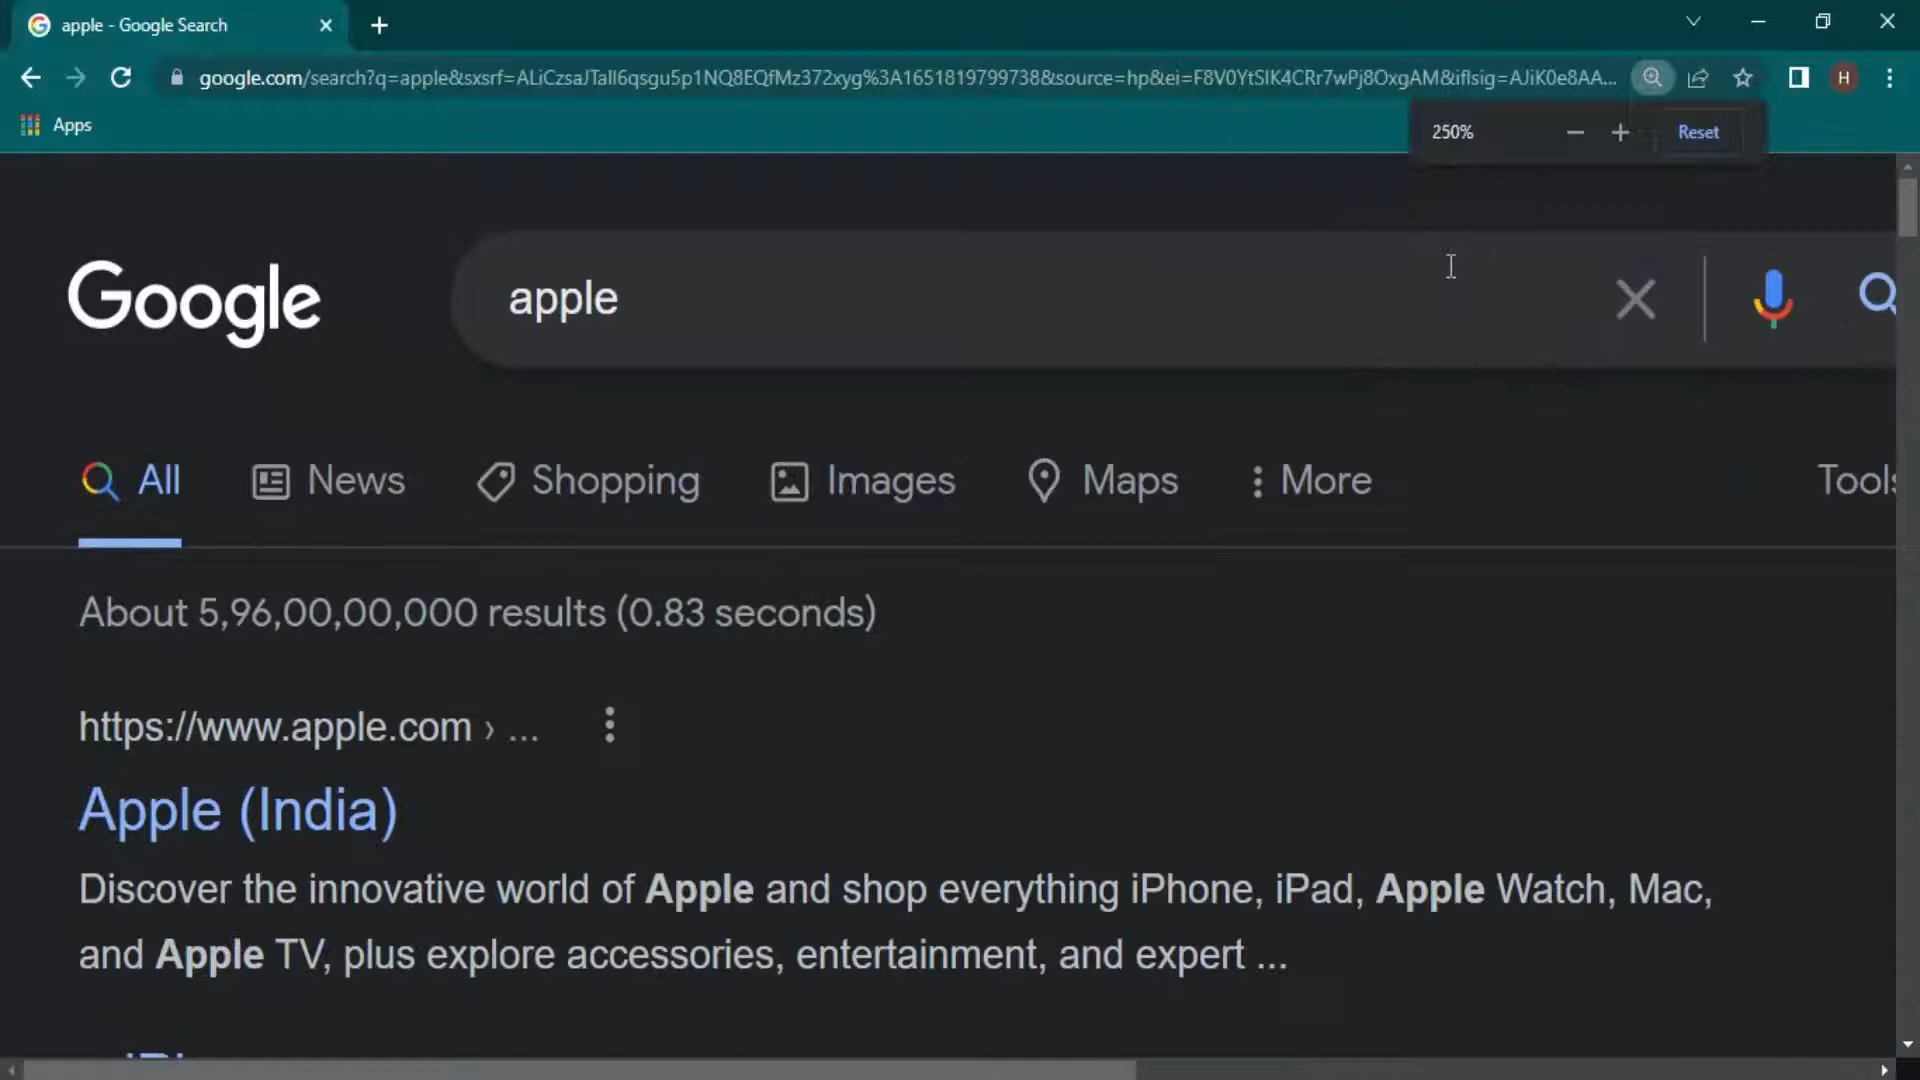 apple - Google Search
google.com/search?q=apple&sxsrf=ALiCzsaJTall6qsgu5p1NQ8EQfMz372xyg%3A1651819799738&source=hp&ei=F8V0YtSlK4CRr7wPj8OxgAM&iflsig=AJiK0e8AA...
H
Apps
250%
Reset
Google
apple
All
News
Shopping
Images
Maps
More
Tools
About 5,96,00,00,000 results (0.83 seconds)
https://www.apple.com › ...
Apple (India)
Discover the innovative world of Apple and shop everything iPhone, iPad, Apple Watch, Mac,
and Apple TV, plus explore accessories, entertainment, and expert ...